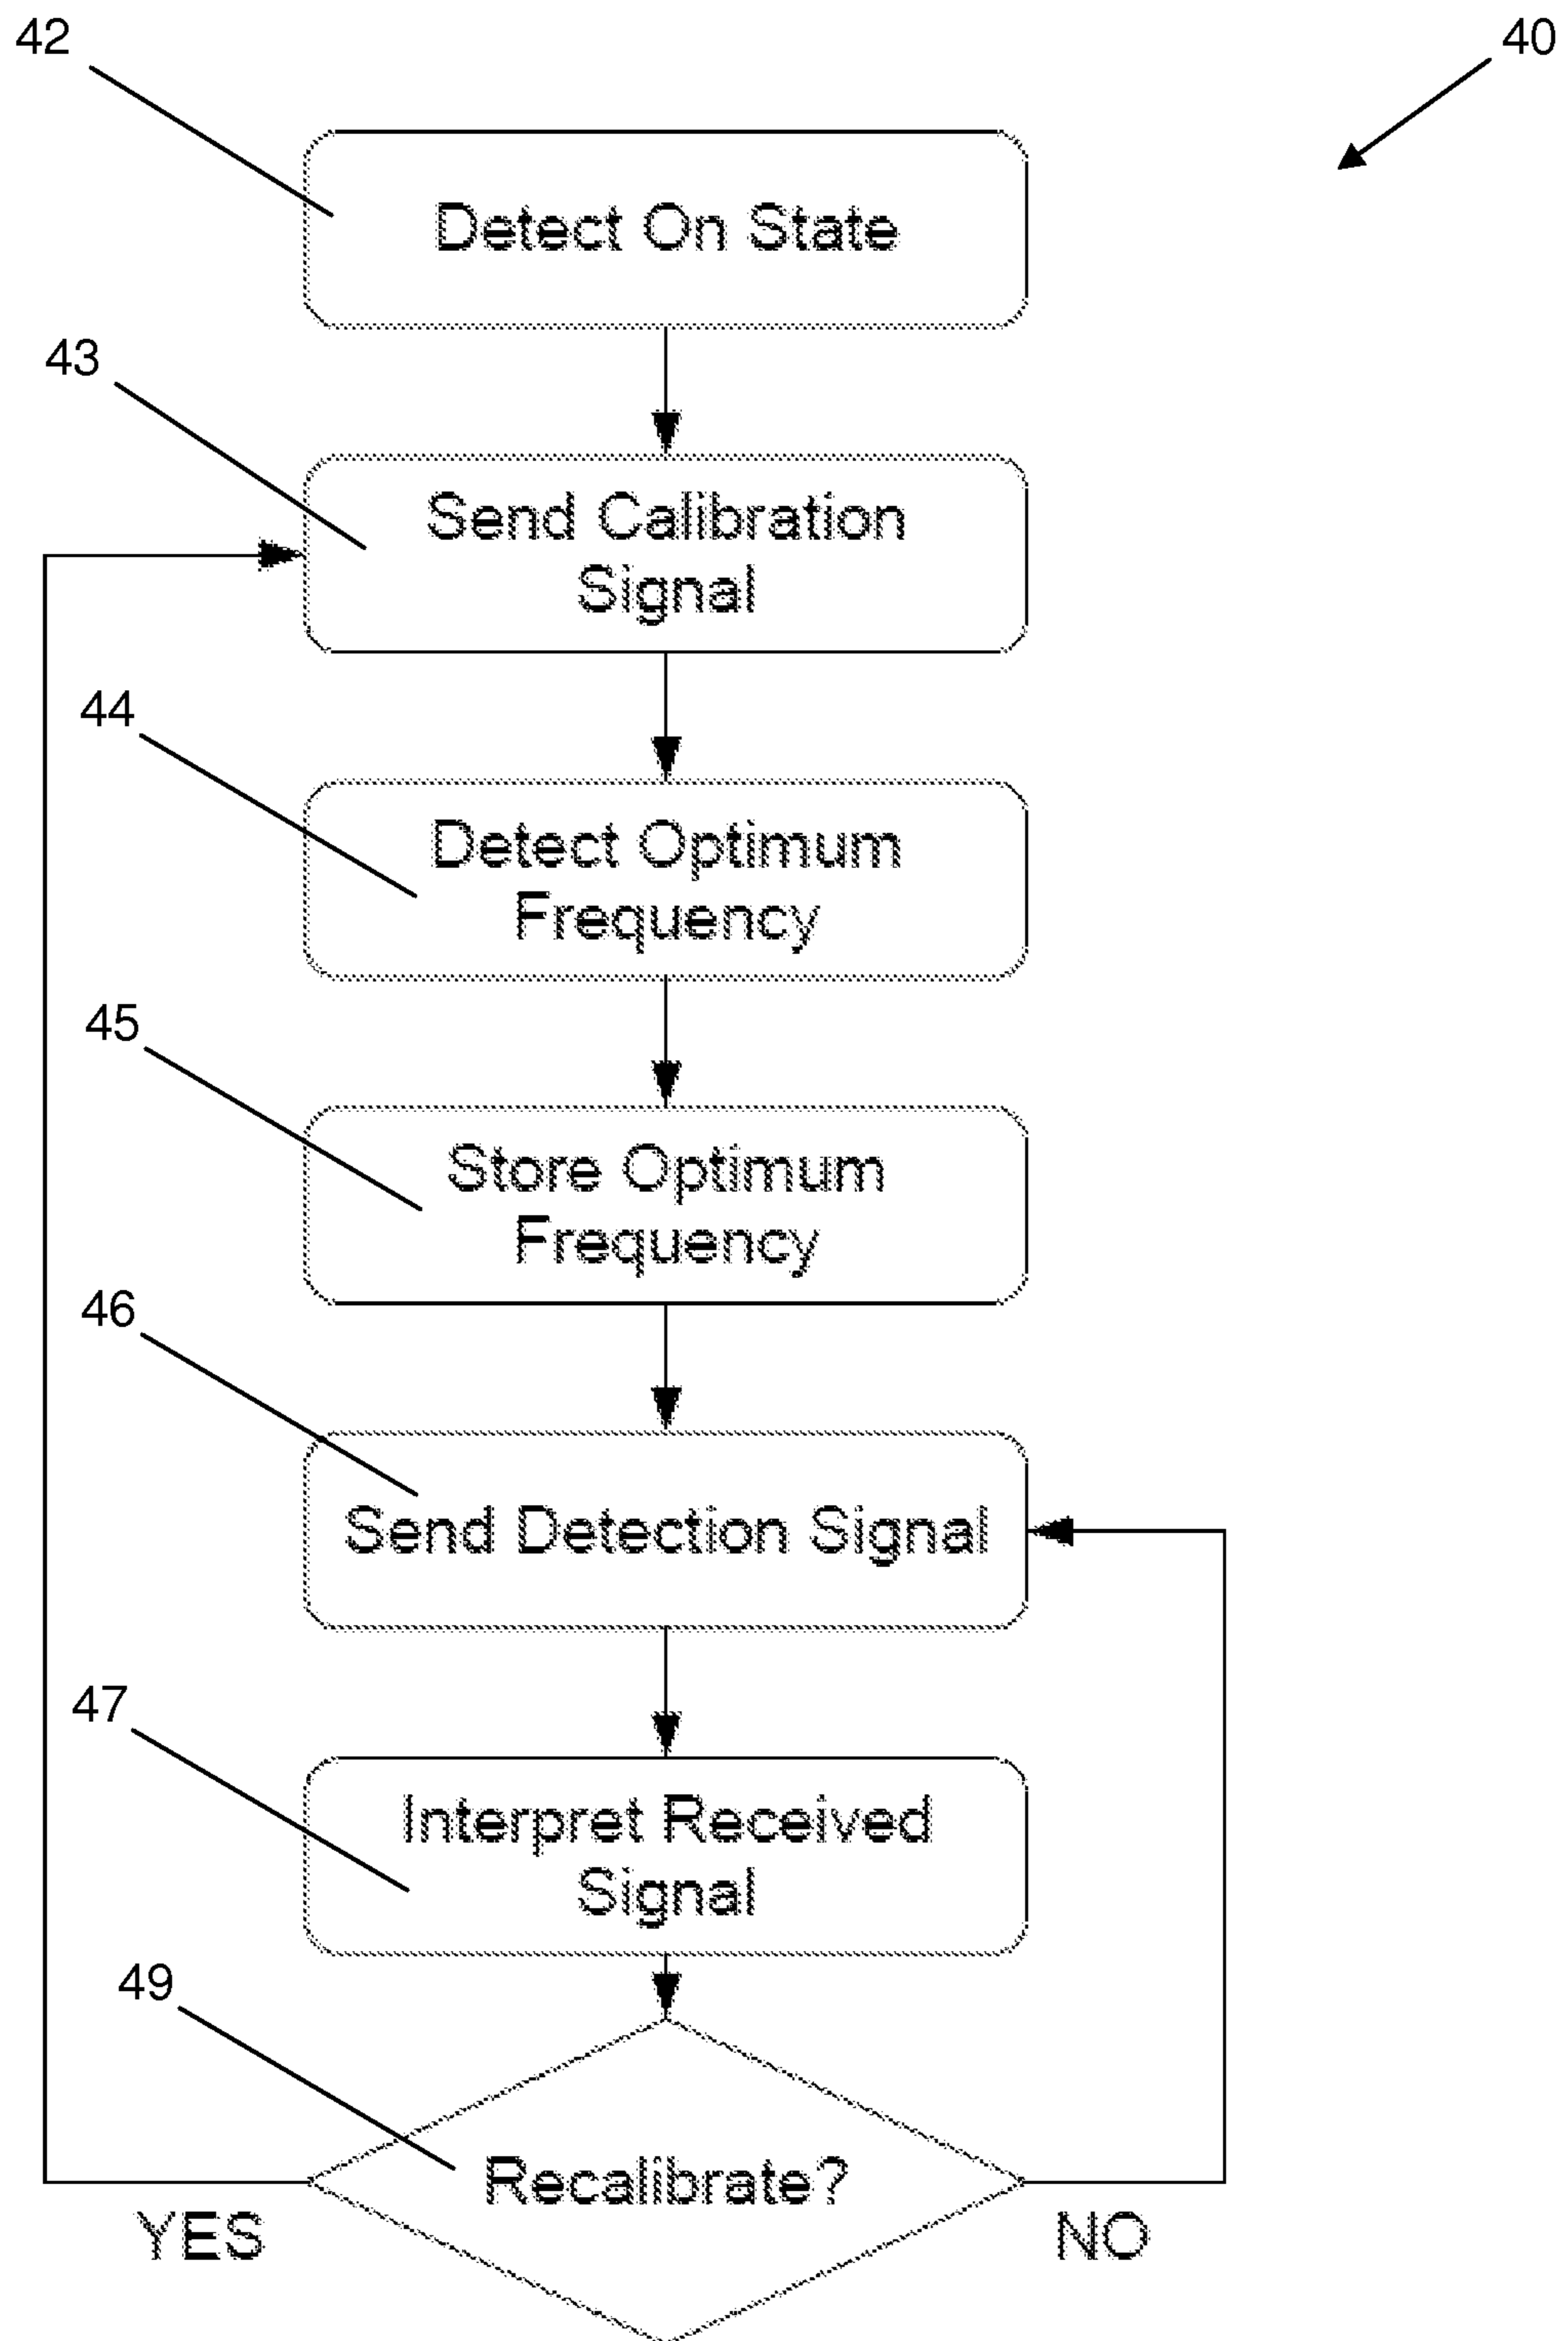 42
40
Detect On State
43
Send Calibration
Signal
44
Detect Optimum
Frequency
45
Store Optimum
Frequency
46
Send Detection Signal
47
Interpret Received
Signal
49
Recalibrate?
YES
NO